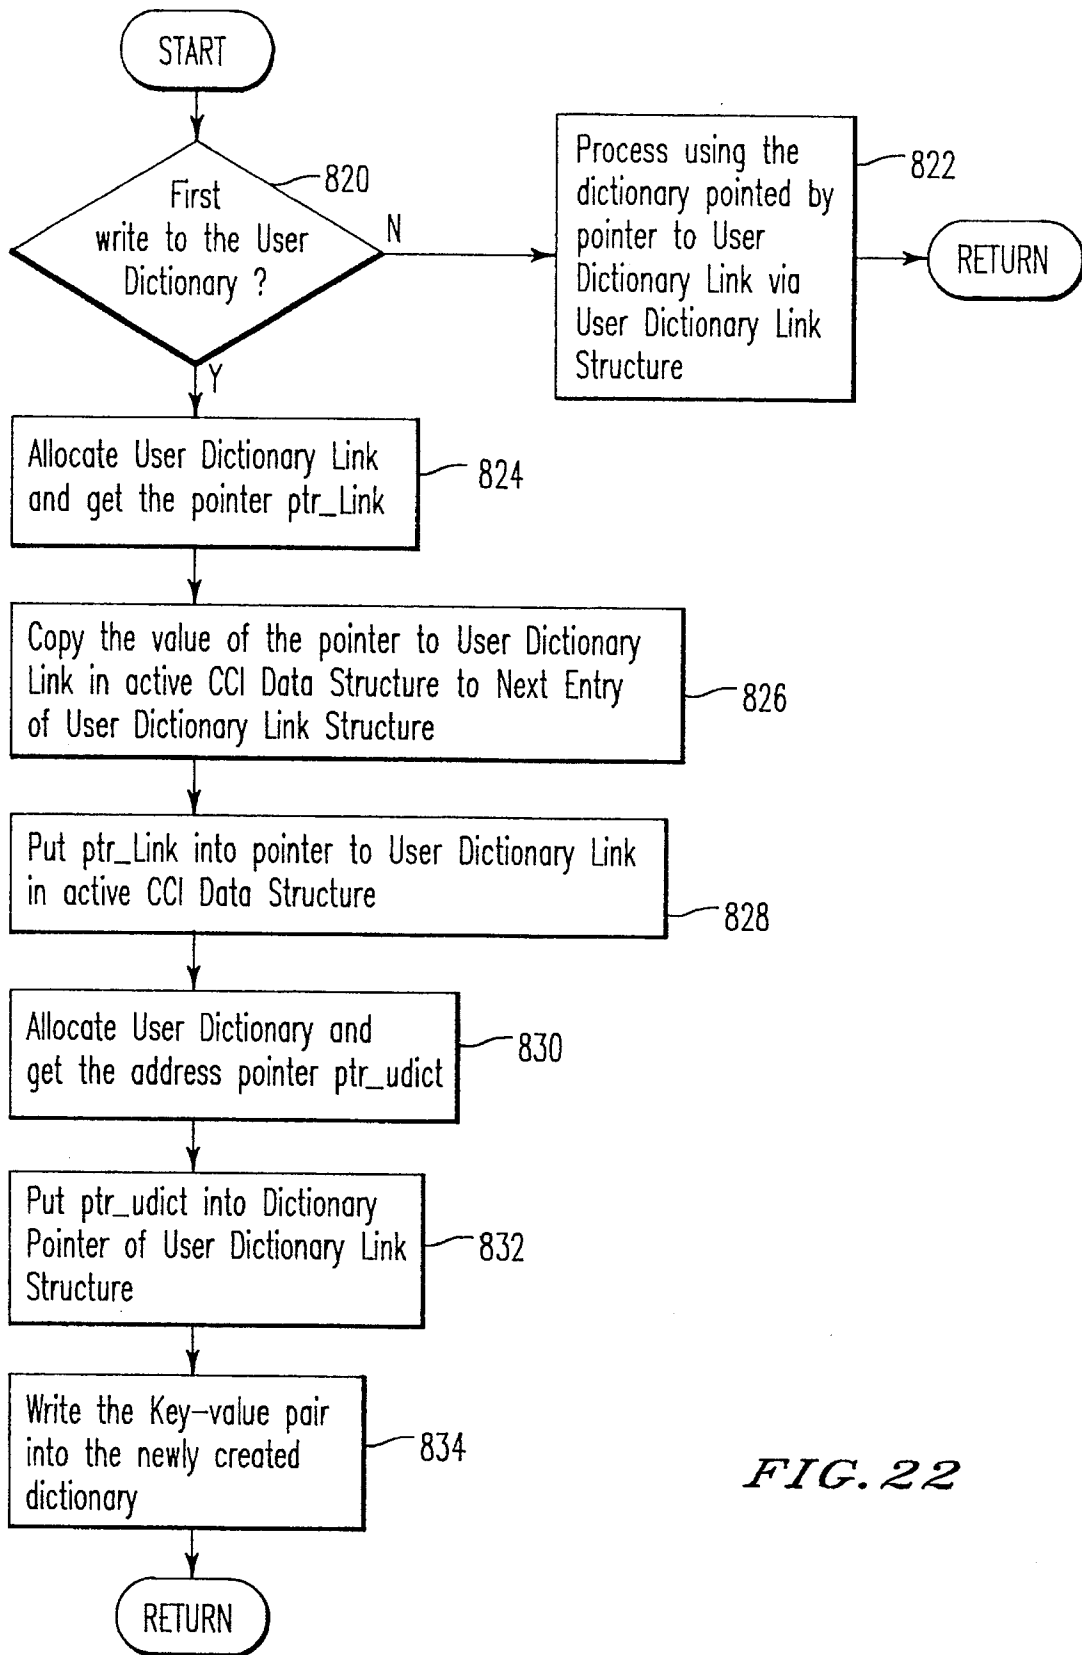 START
820
First
write to the User
Dictionary ?
N
Y
Process using the
dictionary pointed by
pointer to User
Dictionary Link via
User Dictionary Link
Structure
822
RETURN
Allocate User Dictionary Link
and get the pointer ptr_Link
824
Copy the value of the pointer to User Dictionary
Link in active CCI Data Structure to Next Entry
of User Dictionary Link Structure
826
Put ptr_Link into pointer to User Dictionary Link
in active CCI Data Structure
828
Allocate User Dictionary and
get the address pointer ptr_udict
830
Put ptr_udict into Dictionary
Pointer of User Dictionary Link
Structure
832
Write the Key-value pair
into the newly created
dictionary
834
RETURN
FIG. 22